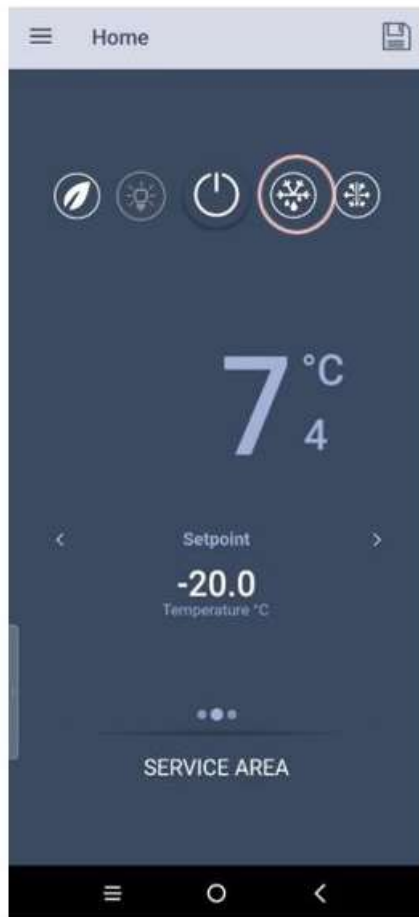 Home
7 °C
4
Setpoint
-20.0
Temperature °C
SERVICE AREA